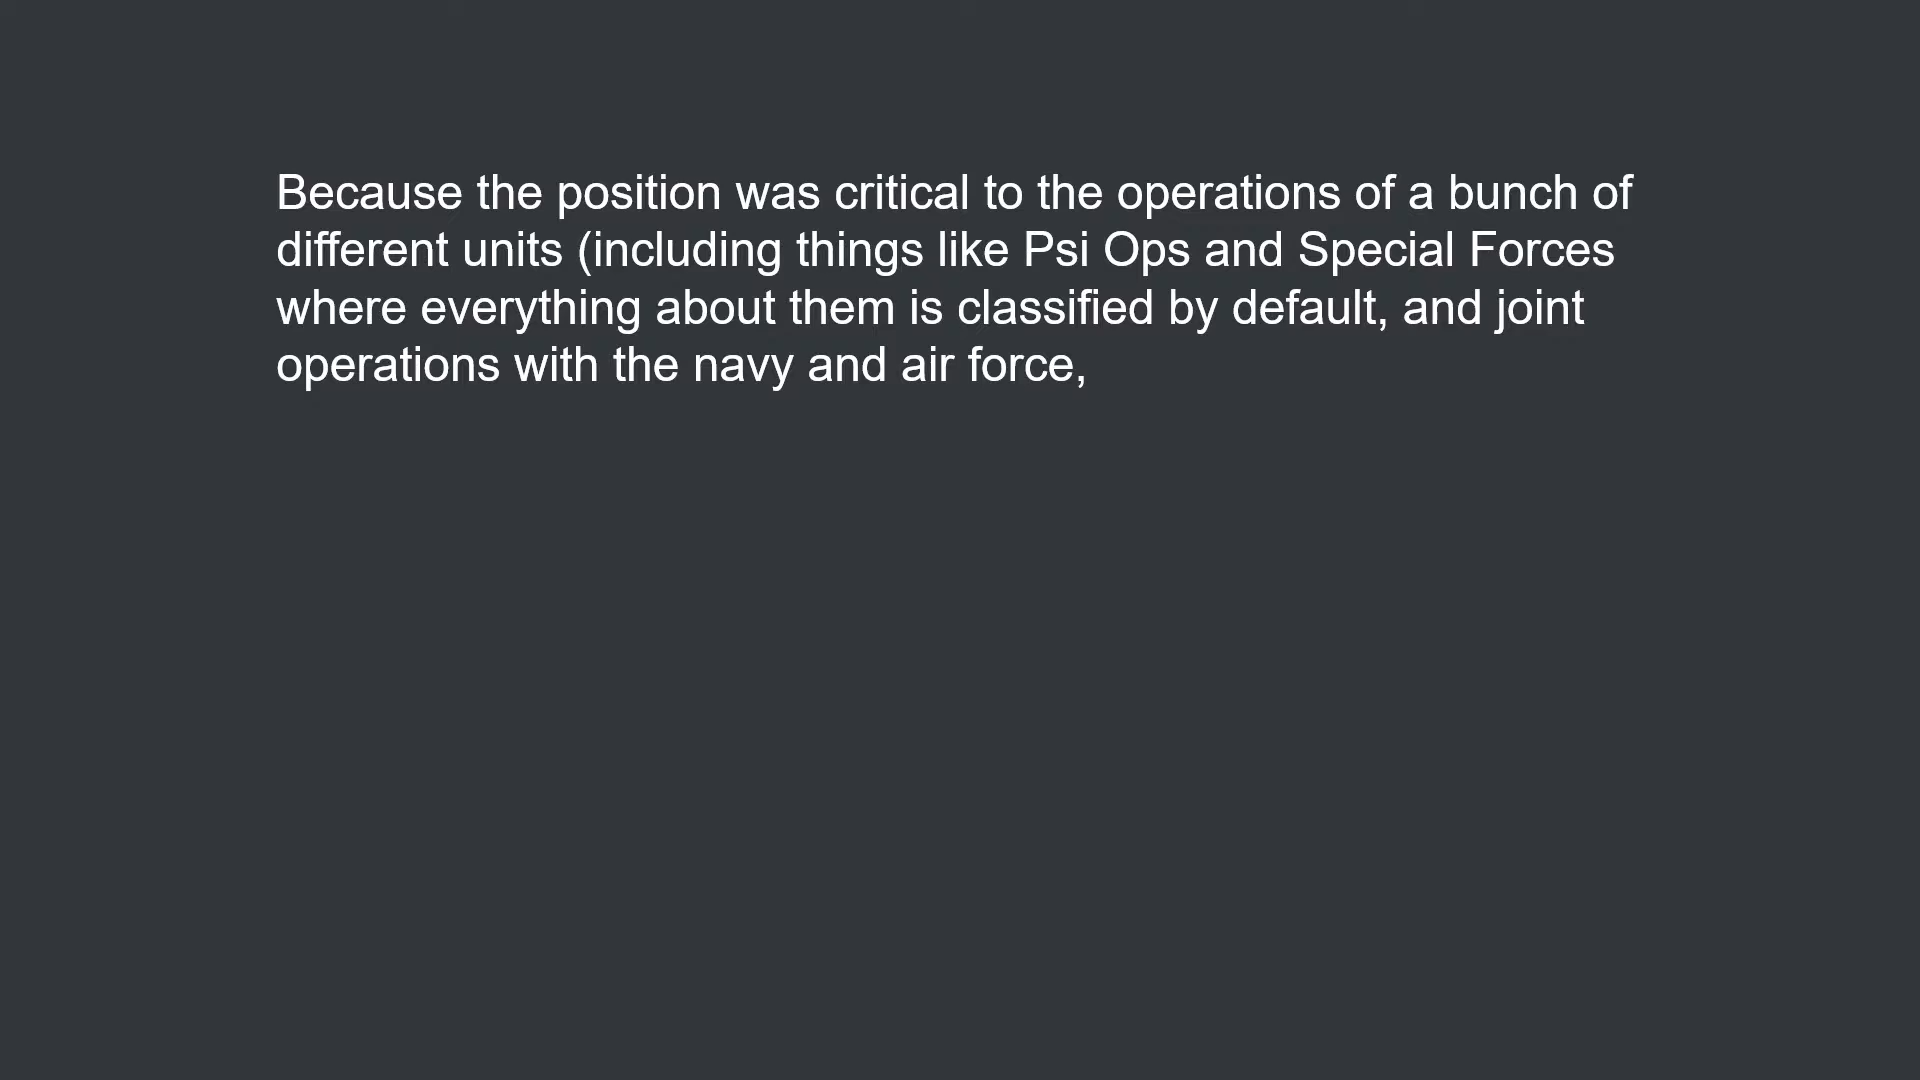 Because the position was critical to the operations of a bunch of
different units (including things like Psi Ops and Special Forces
where everything about them is classified by default, and joint
operations with the navy and air force,